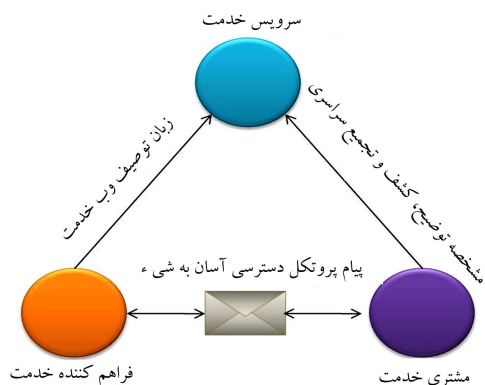 سرویس خدمت
زبان توصیف وب خدمت
مشخصه توضیح، کشف و تجمیع سراسری
پیام پروتکل دسترسی آسان به شی ء
فراهم کننده خدمت
مشتری خدمت